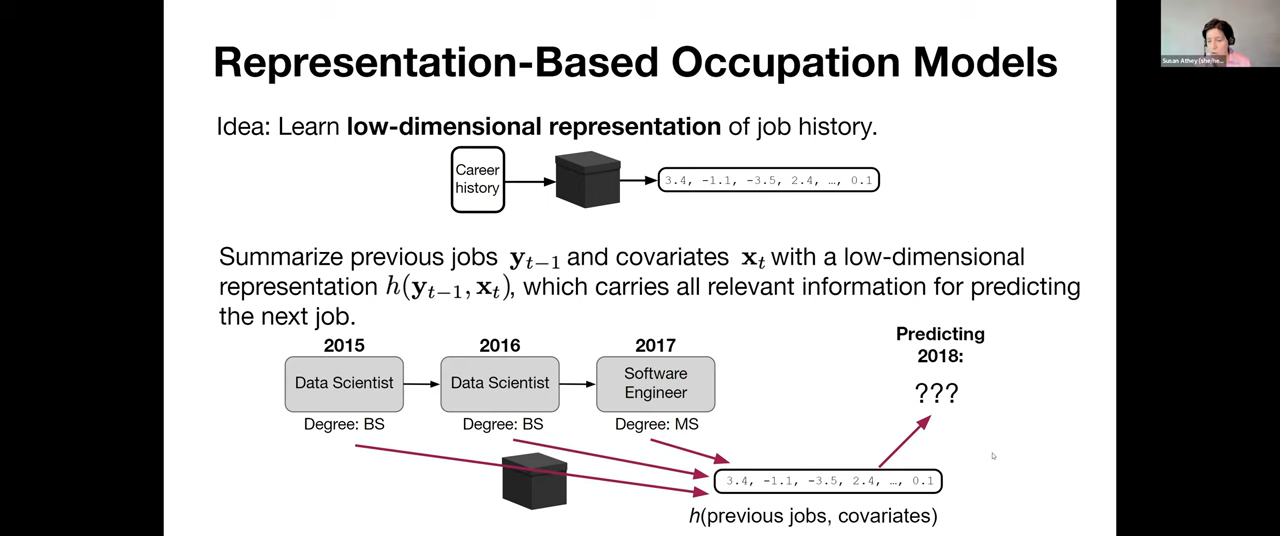 Representation-Based Occupation Models
Susan Athey (she/he...
Idea: Learn low-dimensional representation of job history.
Career
history
3.4, -1.1, -3.5, 2.4, …, 0.1
Summarize previous jobs y_{t−1} and covariates x_t with a low-dimensional
representation h(y_{t−1}, x_t), which carries all relevant information for predicting
the next job.
Predicting
2018:
2015
2016
2017
Data Scientist
Data Scientist
Software
Engineer
???
Degree: BS
Degree: BS
Degree: MS
3.4, -1.1, -3.5, 2.4, …, 0.1
h(previous jobs, covariates)